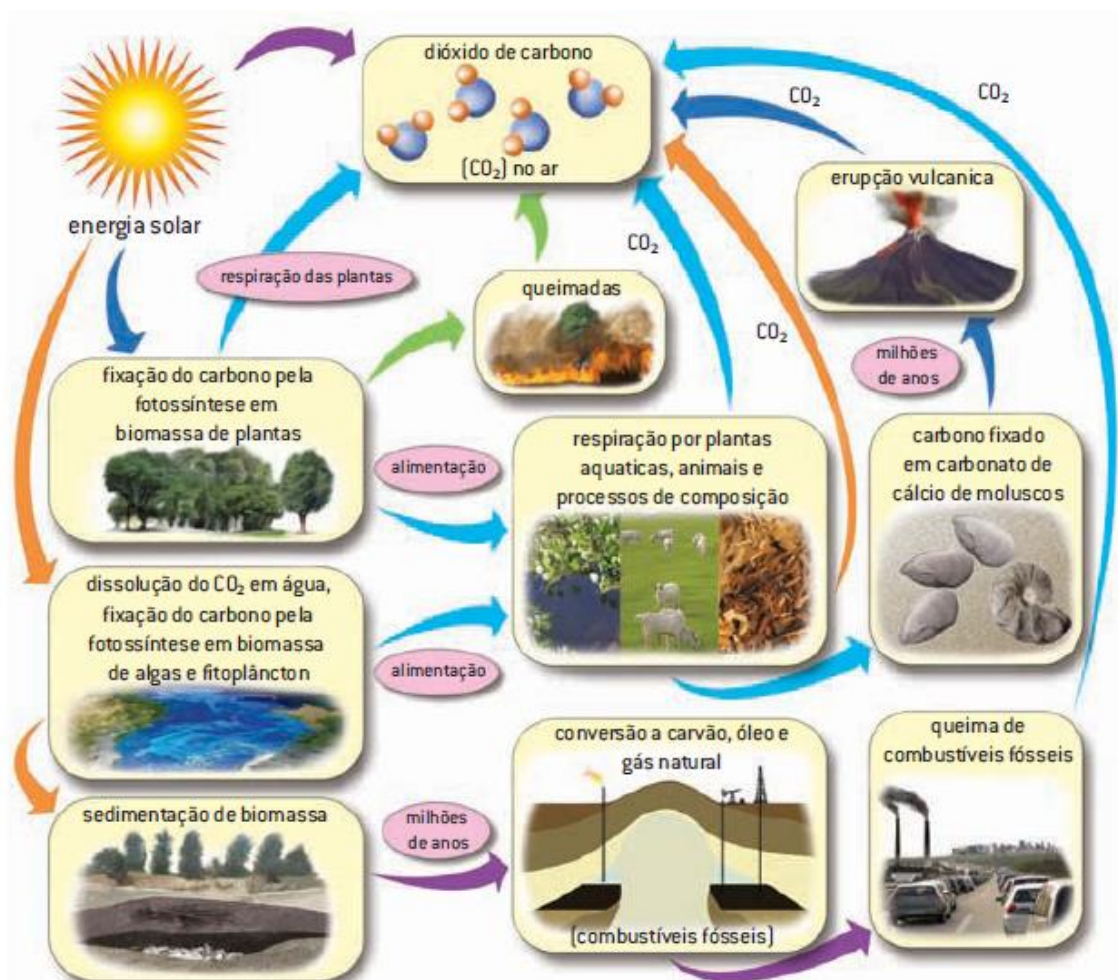 dióxido de carbono
(CO₂) no ar
energia solar
CO₂
CO₂
erupção vulcanica
respiração das plantas
CO₂
queimadas
CO₂
milhões
de anos
fixação do carbono pela
fotossíntese em
biomassa de plantas
alimentação
respiração por plantas
aquaticas, animais e
processos de composição
carbono fixado
em carbonato de
cálcio de moluscos
dissolução do CO₂ em água,
fixação do carbono pela
fotossíntese em biomassa
de algas e fitoplâncton
alimentação
sedimentação de biomassa
milhões
de anos
conversão a carvão, óleo e
gás natural
(combustíveis fósseis)
queima de
combustíveis fósseis